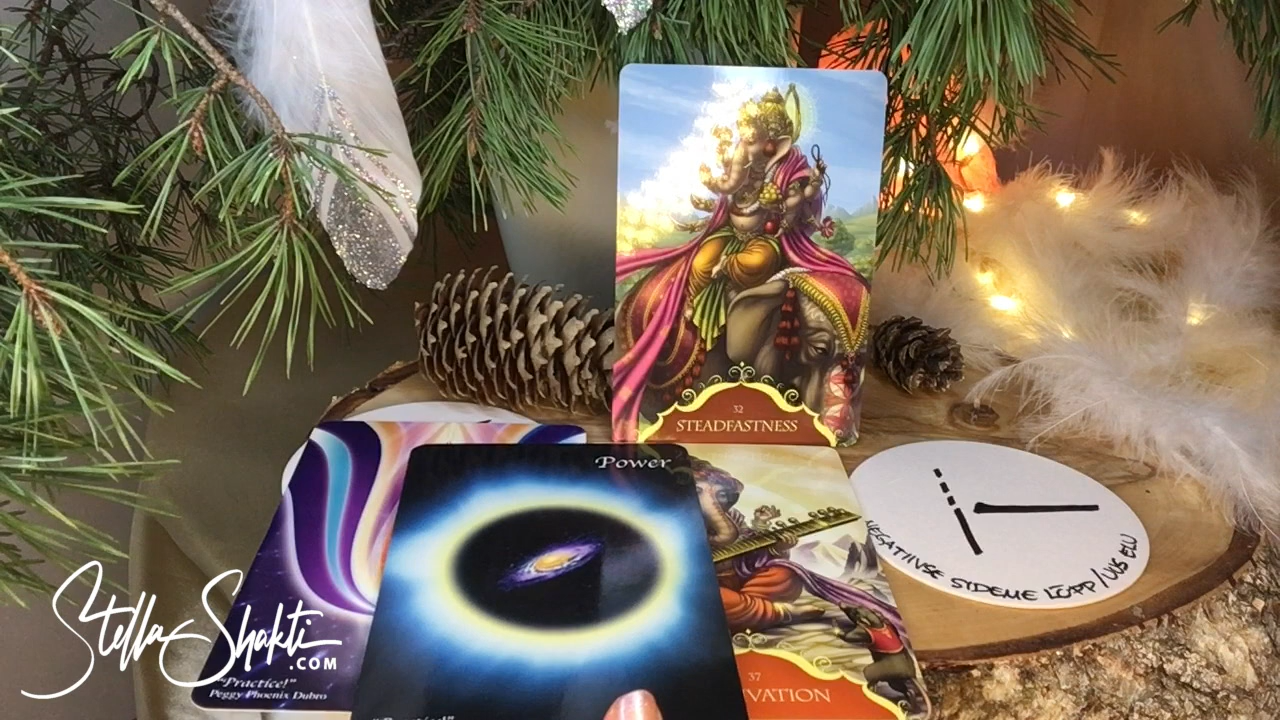 32
STEADFASTNESS
Power
NEGATIIVSE SIDEME LÕPP/UUS ELU
Stella Shakti
.COM
"Practice!"
Peggy Phoenix Dubro
37
VATION